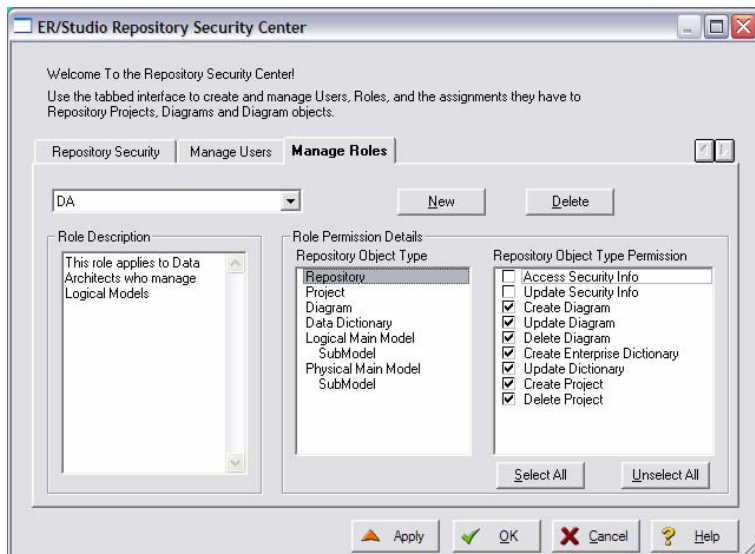 ER/Studio Repository Security Center
Welcome To the Repository Security Center!
Use the tabbed interface to create and manage Users, Roles, and the assignments they have to
Repository Projects, Diagrams and Diagram objects.
Repository Security
Manage Users
Manage Roles
DA
New
Delete
Role Description
This role applies to Data
Architects who manage
Logical Models
Role Permission Details
Repository Object Type
Repository
Project
Diagram
Data Dictionary
Logical Main Model
SubModel
Physical Main Model
SubModel
Repository Object Type Permission
Access Security Info
Update Security Info
Create Diagram
Update Diagram
Delete Diagram
Create Enterprise Dictionary
Update Dictionary
Create Project
Delete Project
Select All
Unselect All
Apply
OK
Cancel
Help